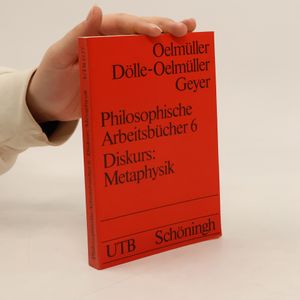 Oelmüller
Dölle-Oelmüller
Geyer
Philosophische
Arbeitsbücher 6
Diskurs:
Metaphysik
UTB Schöningh